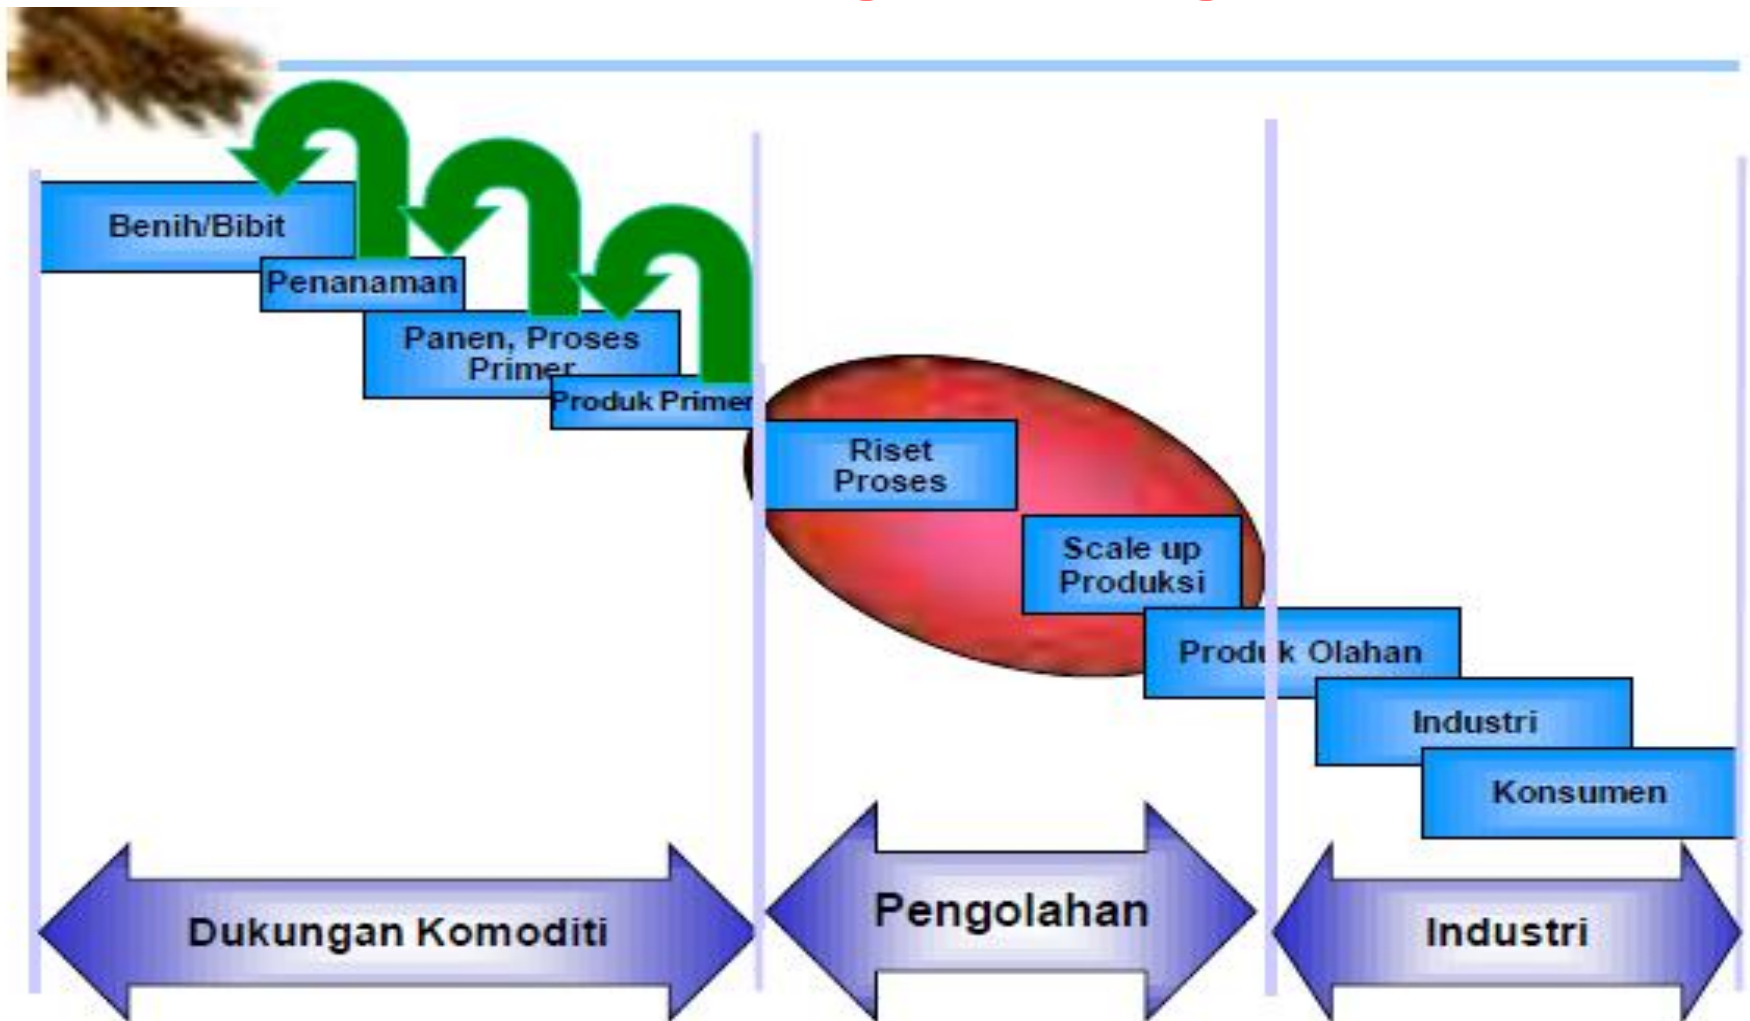 Benih/Bibit
Penanaman
Panen, Proses
Primer
Produk Primer
Riset
Proses
Scale up
Produksi
Produk Olahan
Industri
Konsumen
Dukungan Komoditi
Pengolahan
Industri